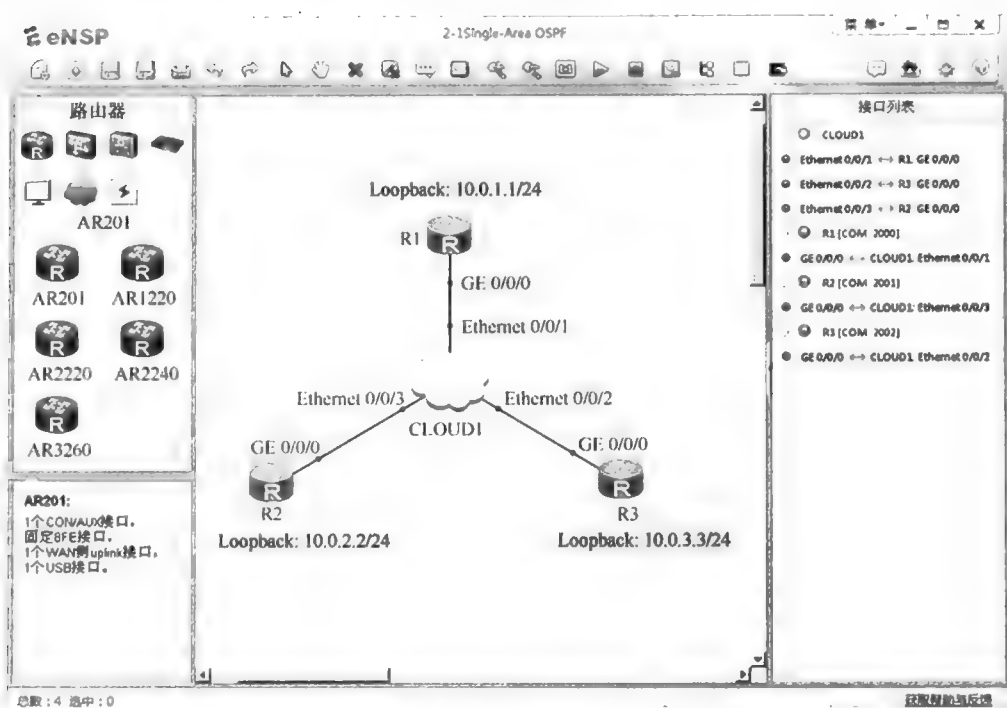 eNSP
2-1Single-Area OSPF
菜 单
路由器
AR201
AR201
AR1220
AR2220
AR2240
AR3260
AR201:
1个CON/AUX接口，
固定8FE接口，
1个WAN侧uplink接口，
1个USB接口。
Loopback: 10.0.1.1/24
R1
GE 0/0/0
Ethernet 0/0/1
Ethernet 0/0/3
Ethernet 0/0/2
CLOUD1
GE 0/0/0
GE 0/0/0
R2
R3
Loopback: 10.0.2.2/24
Loopback: 10.0.3.3/24
接口列表
CLOUD1
Ethernet 0/0/1 ↔ R1 GE 0/0/0
Ethernet 0/0/2 ↔ R3 GE 0/0/0
Ethernet 0/0/3 ↔ R2 GE 0/0/0
R1 [COM 2000]
GE 0/0/0 ↔ CLOUD1: Ethernet 0/0/1
R2 [COM 2001]
GE 0/0/0 ↔ CLOUD1: Ethernet 0/0/3
R3 [COM 2002]
GE 0/0/0 ↔ CLOUD1 Ethernet 0/0/2
总数：4 选中：0
获取帮助与反馈